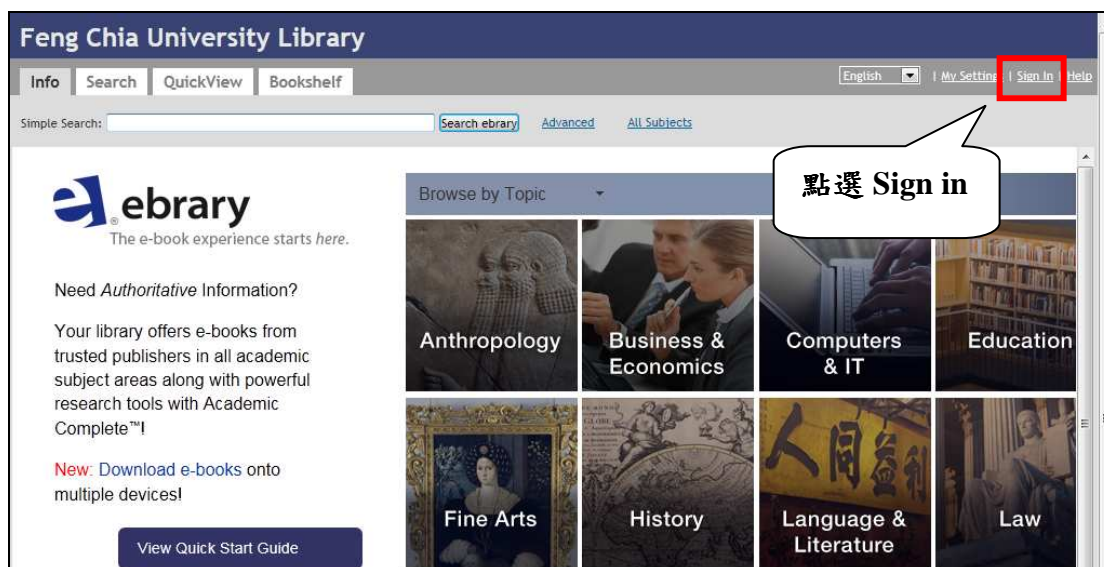 Feng Chia University Library
Info Search QuickView Bookshelf
English | My Settings | Sign In | Help
Simple Search: Search ebrary Advanced All Subjects
點選 Sign in
ebrary®
The e-book experience starts here.
Need Authoritative Information?
Your library offers e-books from
trusted publishers in all academic
subject areas along with powerful
research tools with Academic
Complete™!
New: Download e-books onto
multiple devices!
View Quick Start Guide
Browse by Topic
Anthropology
Business &
Economics
Computers
& IT
Education
Fine Arts
History
人同益利
Language &
Literature
Law